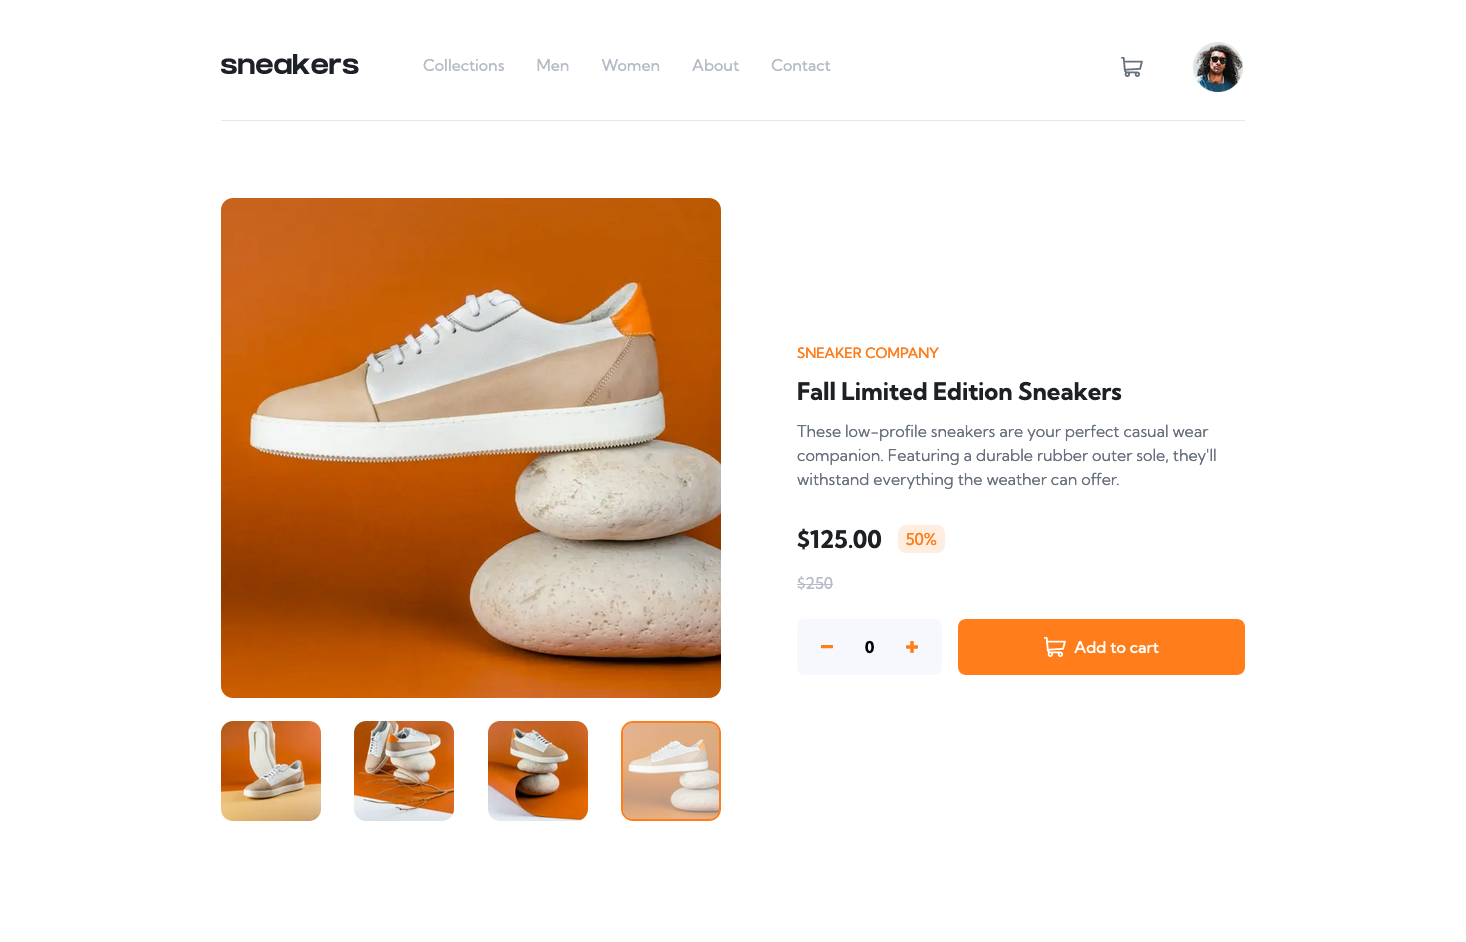 sneakers
Collections Men Women About Contact
SNEAKER COMPANY
Fall Limited Edition Sneakers
These low-profile sneakers are your perfect casual wear
companion. Featuring a durable rubber outer sole, they'll
withstand everything the weather can offer.
$125.00 50%
$250
0 Add to cart